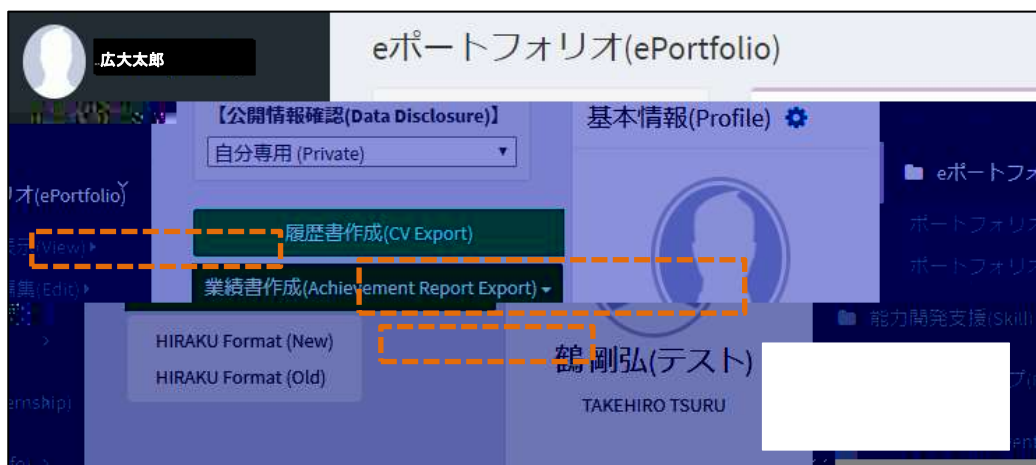 広大太郎
eポートフォリオ(ePortfolio)
【公開情報確認(Data Disclosure)】
自分専用 (Private)
基本情報(Profile)
オ(ePortfolio)
(View)
履歴書作成(CV Export)
(Edit)
業績書作成(Achievement Report Export)
HIRAKU Format (New)
HIRAKU Format (Old)
鶴 剛弘(テスト)
TAKEHIRO TSURU
eポートフォ
ポートフォリオ
ポートフォリオ
能力開発支援(Skill)